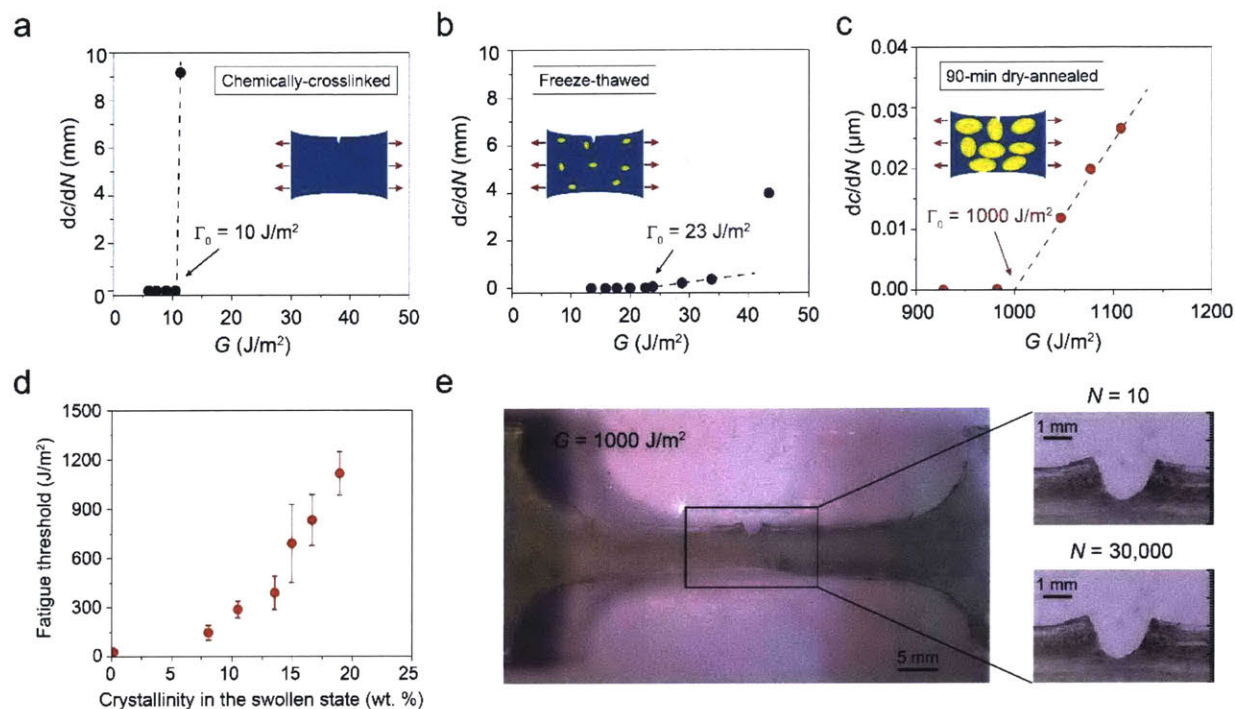 a
dc/dN (mm)
10
8
6
4
2
0
Chemically-crosslinked
Γ₀ = 10 J/m²
0 10 20 30 40 50
G (J/m²)
b
dc/dN (mm)
10
8
6
4
2
0
Freeze-thawed
Γ₀ = 23 J/m²
0 10 20 30 40 50
G (J/m²)
c
dc/dN (μm)
0.04
0.03
0.02
0.01
0.00
90-min dry-annealed
Γ₀ = 1000 J/m²
900 1000 1100 1200
G (J/m²)
d
Fatigue threshold (J/m²)
1500
1200
900
600
300
0
0 5 10 15 20 25
Crystallinity in the swollen state (wt. %)
e
G = 1000 J/m²
5 mm
N = 10
1 mm
N = 30,000
1 mm